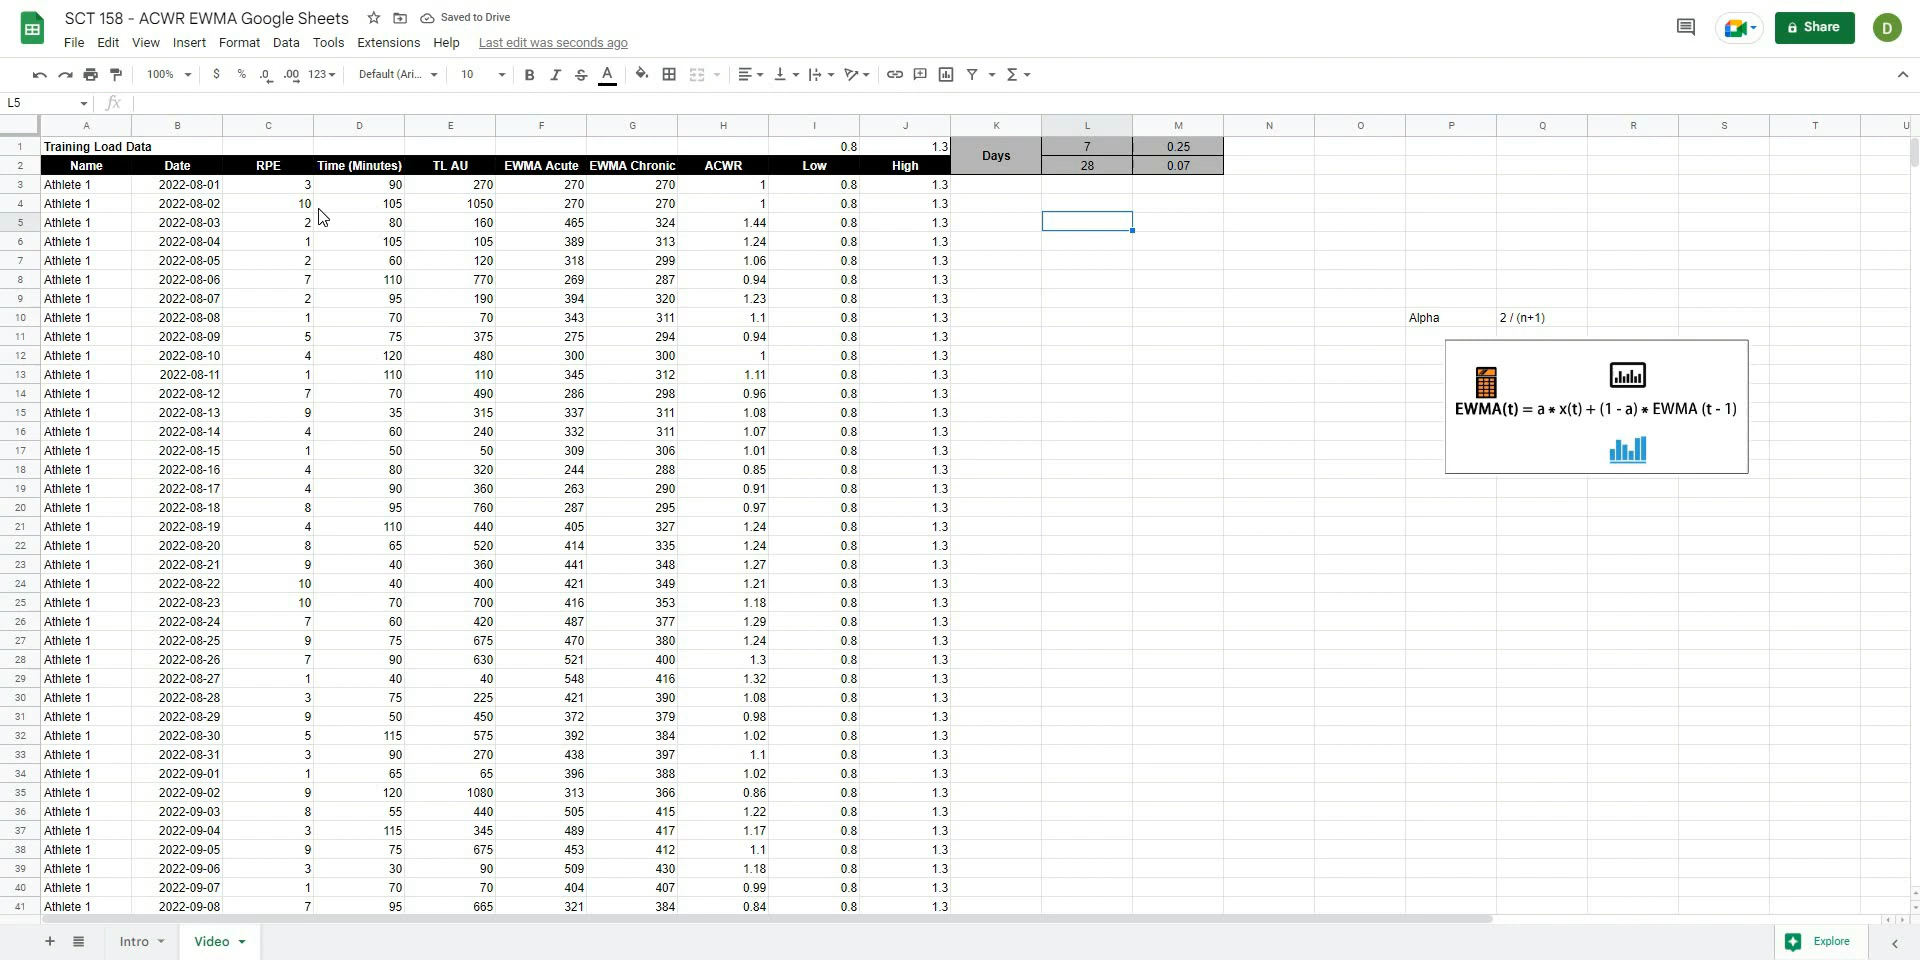 SCT 158 - ACWR EWMA Google Sheets Saved to Drive Share D
File Edit View Insert Format Data Tools Extensions Help Last edit was seconds ago
100% $ % .0 .00 123 Default (Ari... 10 B I S A
L5 fx
A B C D E F G H I J K L M N O P Q R S T U
1 Training Load Data 0.8 1.3 Days 7 0.25
2 Name Date RPE Time (Minutes) TL AU EWMA Acute EWMA Chronic ACWR Low High 28 0.07
3 Athlete 1 2022-08-01 3 90 270 270 270 1 0.8 1.3
4 Athlete 1 2022-08-02 10 105 1050 270 270 1 0.8 1.3
5 Athlete 1 2022-08-03 2 80 160 465 324 1.44 0.8 1.3
6 Athlete 1 2022-08-04 1 105 105 389 313 1.24 0.8 1.3
7 Athlete 1 2022-08-05 2 60 120 318 299 1.06 0.8 1.3
8 Athlete 1 2022-08-06 7 110 770 269 287 0.94 0.8 1.3
9 Athlete 1 2022-08-07 2 95 190 394 320 1.23 0.8 1.3
10 Athlete 1 2022-08-08 1 70 70 343 311 1.1 0.8 1.3 Alpha 2 / (n+1)
11 Athlete 1 2022-08-09 5 75 375 275 294 0.94 0.8 1.3
12 Athlete 1 2022-08-10 4 120 480 300 300 1 0.8 1.3
13 Athlete 1 2022-08-11 1 110 110 345 312 1.11 0.8 1.3
14 Athlete 1 2022-08-12 7 70 490 286 298 0.96 0.8 1.3
15 Athlete 1 2022-08-13 9 35 315 337 311 1.08 0.8 1.3 EWMA(t) = a * x(t) + (1 - a) * EWMA (t - 1)
16 Athlete 1 2022-08-14 4 60 240 332 311 1.07 0.8 1.3
17 Athlete 1 2022-08-15 1 50 50 309 306 1.01 0.8 1.3
18 Athlete 1 2022-08-16 4 80 320 244 288 0.85 0.8 1.3
19 Athlete 1 2022-08-17 4 90 360 263 290 0.91 0.8 1.3
20 Athlete 1 2022-08-18 8 95 760 287 295 0.97 0.8 1.3
21 Athlete 1 2022-08-19 4 110 440 405 327 1.24 0.8 1.3
22 Athlete 1 2022-08-20 8 65 520 414 335 1.24 0.8 1.3
23 Athlete 1 2022-08-21 9 40 360 441 348 1.27 0.8 1.3
24 Athlete 1 2022-08-22 10 40 400 421 349 1.21 0.8 1.3
25 Athlete 1 2022-08-23 10 70 700 416 353 1.18 0.8 1.3
26 Athlete 1 2022-08-24 7 60 420 487 377 1.29 0.8 1.3
27 Athlete 1 2022-08-25 9 75 675 470 380 1.24 0.8 1.3
28 Athlete 1 2022-08-26 7 90 630 521 400 1.3 0.8 1.3
29 Athlete 1 2022-08-27 1 40 40 548 416 1.32 0.8 1.3
30 Athlete 1 2022-08-28 3 75 225 421 390 1.08 0.8 1.3
31 Athlete 1 2022-08-29 9 50 450 372 379 0.98 0.8 1.3
32 Athlete 1 2022-08-30 5 115 575 392 384 1.02 0.8 1.3
33 Athlete 1 2022-08-31 3 90 270 438 397 1.1 0.8 1.3
34 Athlete 1 2022-09-01 1 65 65 396 388 1.02 0.8 1.3
35 Athlete 1 2022-09-02 9 120 1080 313 366 0.86 0.8 1.3
36 Athlete 1 2022-09-03 8 55 440 505 415 1.22 0.8 1.3
37 Athlete 1 2022-09-04 3 115 345 489 417 1.17 0.8 1.3
38 Athlete 1 2022-09-05 9 75 675 453 412 1.1 0.8 1.3
39 Athlete 1 2022-09-06 3 30 90 509 430 1.18 0.8 1.3
40 Athlete 1 2022-09-07 1 70 70 404 407 0.99 0.8 1.3
41 Athlete 1 2022-09-08 7 95 665 321 384 0.84 0.8 1.3
Intro Video Explore